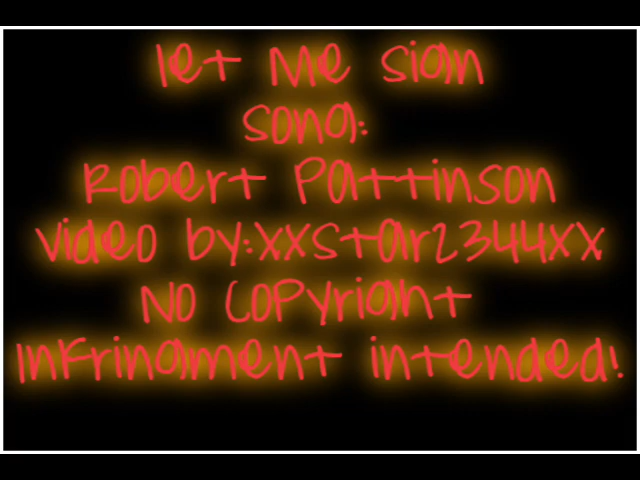 let me sign
song:
Robert Pattinson
video by:xxstar2344xx
No copyright
infringment intended!